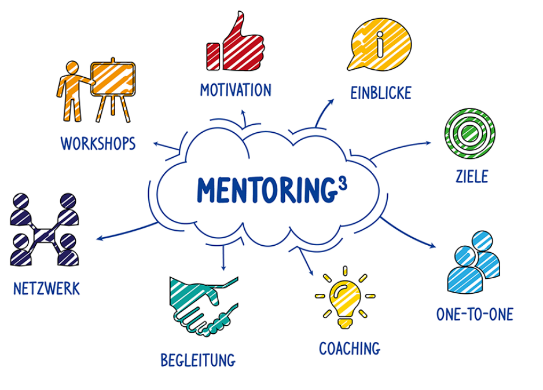 MOTIVATION
EINBLICKE
WORKSHOPS
ZIELE
MENTORING³
NETZWERK
ONE-TO-ONE
COACHING
BEGLEITUNG